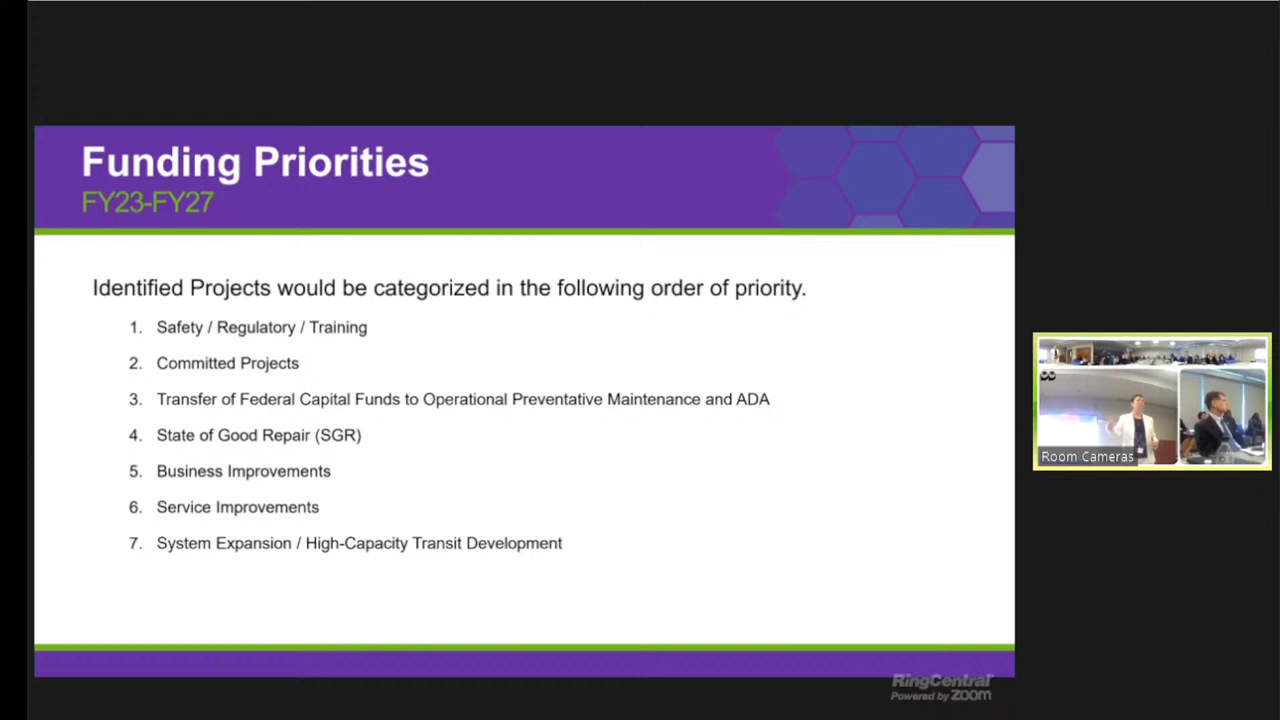 Funding Priorities
FY23-FY27
Identified Projects would be categorized in the following order of priority.
1. Safety / Regulatory / Training
2. Committed Projects
3. Transfer of Federal Capital Funds to Operational Preventative Maintenance and ADA
4. State of Good Repair (SGR)
5. Business Improvements
6. Service Improvements
7. System Expansion / High-Capacity Transit Development
Room Cameras
RingCentral
Powered by zoom